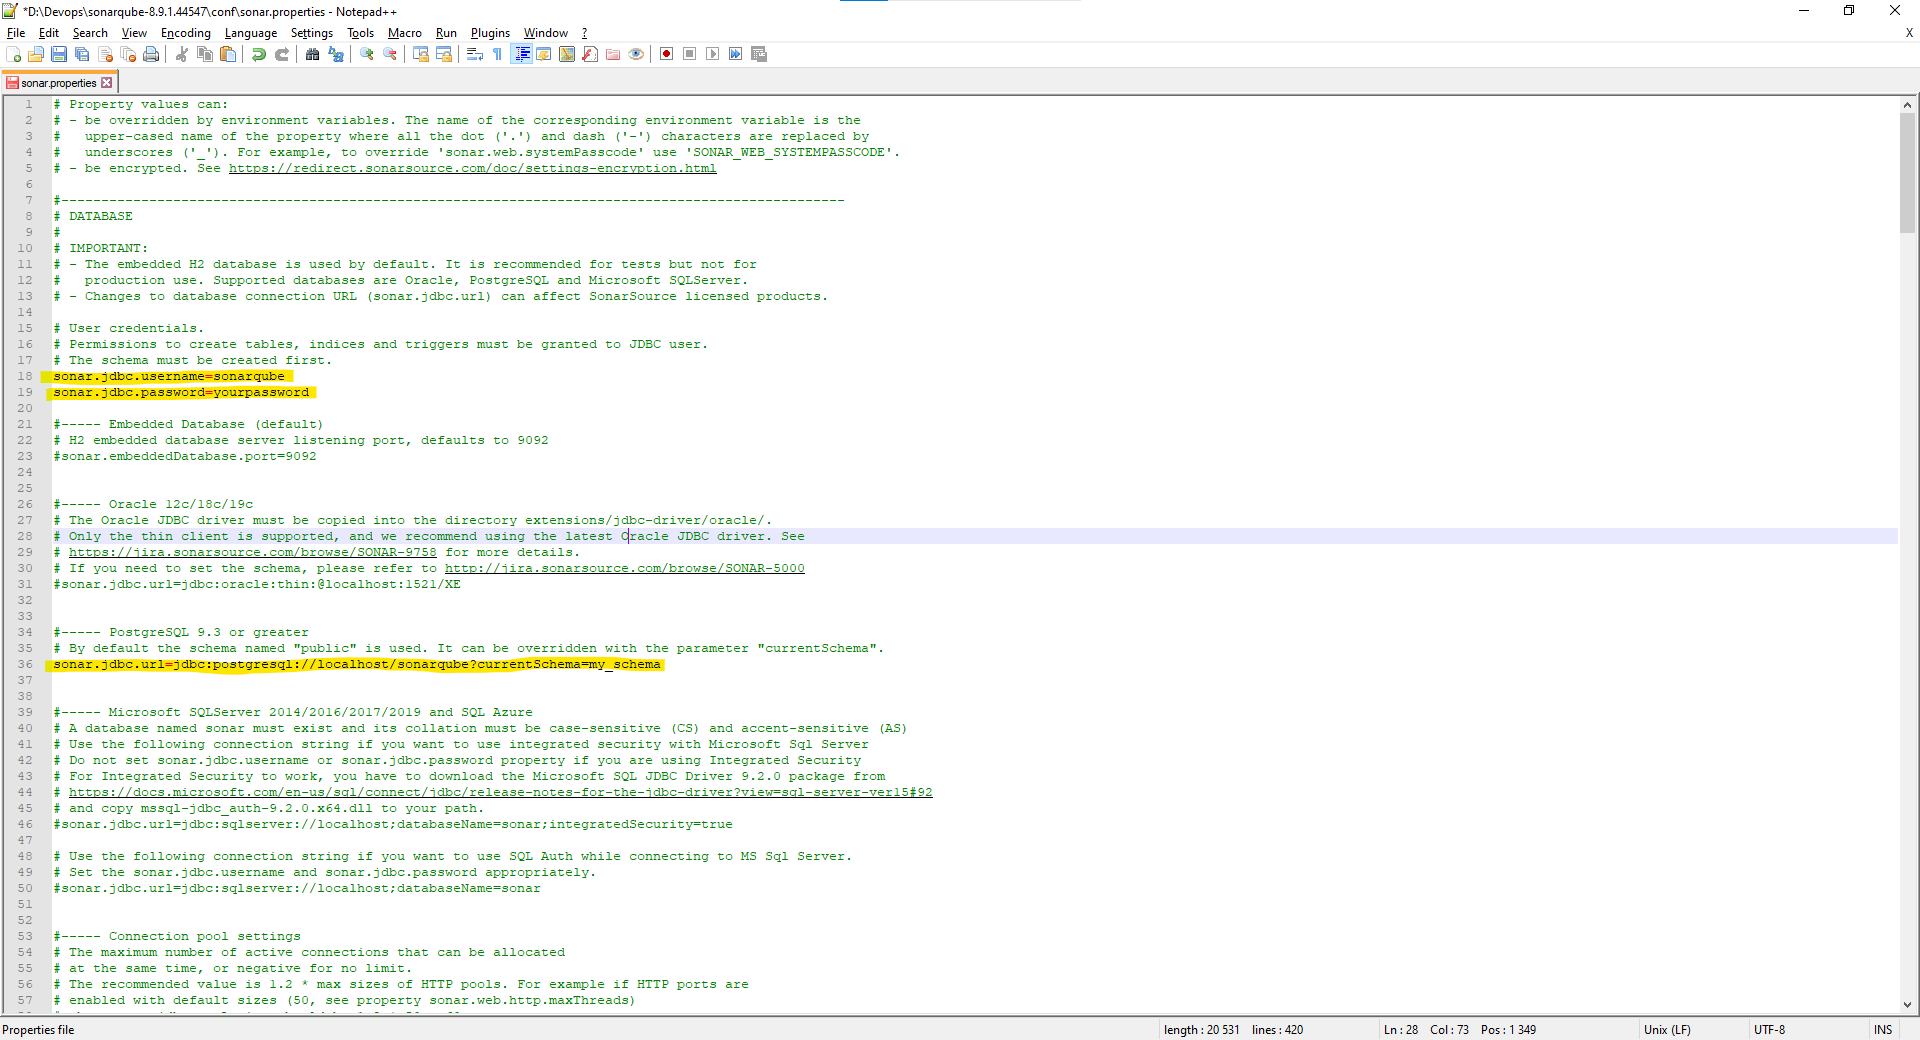 *D:\Devops\sonarqube-8.9.1.44547\conf\sonar.properties - Notepad++
File Edit Search View Encoding Language Settings Tools Macro Run Plugins Window ? X
sonar.properties
1 # Property values can:
2 # - be overridden by environment variables. The name of the corresponding environment variable is the
3 #   upper-cased name of the property where all the dot ('.') and dash ('-') characters are replaced by
4 #   underscores ('_'). For example, to override 'sonar.web.systemPasscode' use 'SONAR_WEB_SYSTEMPASSCODE'.
5 # - be encrypted. See https://redirect.sonarsource.com/doc/settings-encryption.html
6
7 #--------------------------------------------------------------------------------------------------
8 # DATABASE
9 #
10 # IMPORTANT:
11 # - The embedded H2 database is used by default. It is recommended for tests but not for
12 #   production use. Supported databases are Oracle, PostgreSQL and Microsoft SQLServer.
13 # - Changes to database connection URL (sonar.jdbc.url) can affect SonarSource licensed products.
14
15 # User credentials.
16 # Permissions to create tables, indices and triggers must be granted to JDBC user.
17 # The schema must be created first.
18 sonar.jdbc.username=sonarqube
19 sonar.jdbc.password=yourpassword
20
21 #----- Embedded Database (default)
22 # H2 embedded database server listening port, defaults to 9092
23 #sonar.embeddedDatabase.port=9092
24
25
26 #----- Oracle 12c/18c/19c
27 # The Oracle JDBC driver must be copied into the directory extensions/jdbc-driver/oracle/.
28 # Only the thin client is supported, and we recommend using the latest Oracle JDBC driver. See
29 # https://jira.sonarsource.com/browse/SONAR-9758 for more details.
30 # If you need to set the schema, please refer to http://jira.sonarsource.com/browse/SONAR-5000
31 #sonar.jdbc.url=jdbc:oracle:thin:@localhost:1521/XE
32
33
34 #----- PostgreSQL 9.3 or greater
35 # By default the schema named "public" is used. It can be overridden with the parameter "currentSchema".
36 sonar.jdbc.url=jdbc:postgresql://localhost/sonarqube?currentSchema=my_schema
37
38
39 #----- Microsoft SQLServer 2014/2016/2017/2019 and SQL Azure
40 # A database named sonar must exist and its collation must be case-sensitive (CS) and accent-sensitive (AS)
41 # Use the following connection string if you want to use integrated security with Microsoft Sql Server
42 # Do not set sonar.jdbc.username or sonar.jdbc.password property if you are using Integrated Security
43 # For Integrated Security to work, you have to download the Microsoft SQL JDBC Driver 9.2.0 package from
44 # https://docs.microsoft.com/en-us/sql/connect/jdbc/release-notes-for-the-jdbc-driver?view=sql-server-ver15#92
45 # and copy mssql-jdbc_auth-9.2.0.x64.dll to your path.
46 #sonar.jdbc.url=jdbc:sqlserver://localhost;databaseName=sonar;integratedSecurity=true
47
48 # Use the following connection string if you want to use SQL Auth while connecting to MS Sql Server.
49 # Set the sonar.jdbc.username and sonar.jdbc.password appropriately.
50 #sonar.jdbc.url=jdbc:sqlserver://localhost;databaseName=sonar
51
52
53 #----- Connection pool settings
54 # The maximum number of active connections that can be allocated
55 # at the same time, or negative for no limit.
56 # The recommended value is 1.2 * max sizes of HTTP pools. For example if HTTP ports are
57 # enabled with default sizes (50, see property sonar.web.http.maxThreads)
Properties file length : 20 531 lines : 420 Ln : 28 Col : 73 Pos : 1 349 Unix (LF) UTF-8 INS